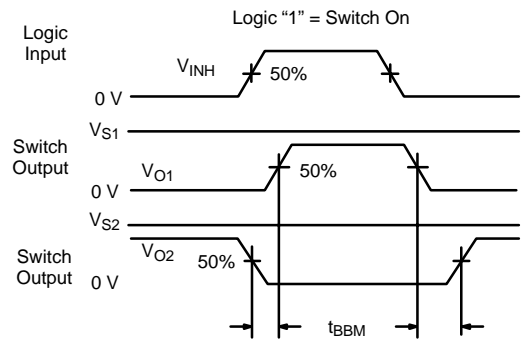 Logic “1” = Switch On
Logic
Input
VINH
50%
0 V
VS1
Switch
Output
VO1
50%
0 V
VS2
Switch
Output
VO2
50%
0 V
tBBM